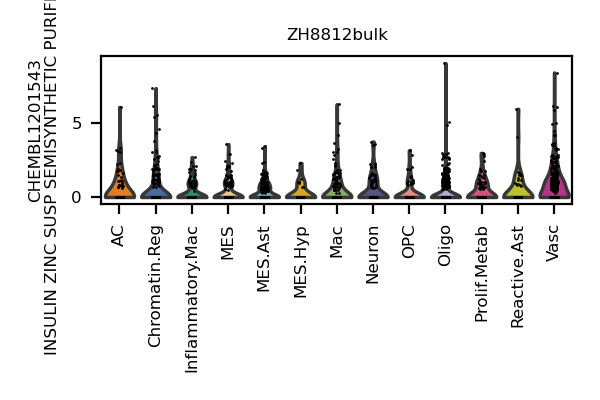 ZH8812bulk
CHEMBL1201543
INSULIN ZINC SUSP SEMISYNTHETIC
5
0
AC
Chromatin.Reg
Inflammatory.Mac
MES
MES.Ast
MES.Hyp
Mac
Neuron
OPC
Oligo
Prolif.Metab
Reactive.Ast
Vasc